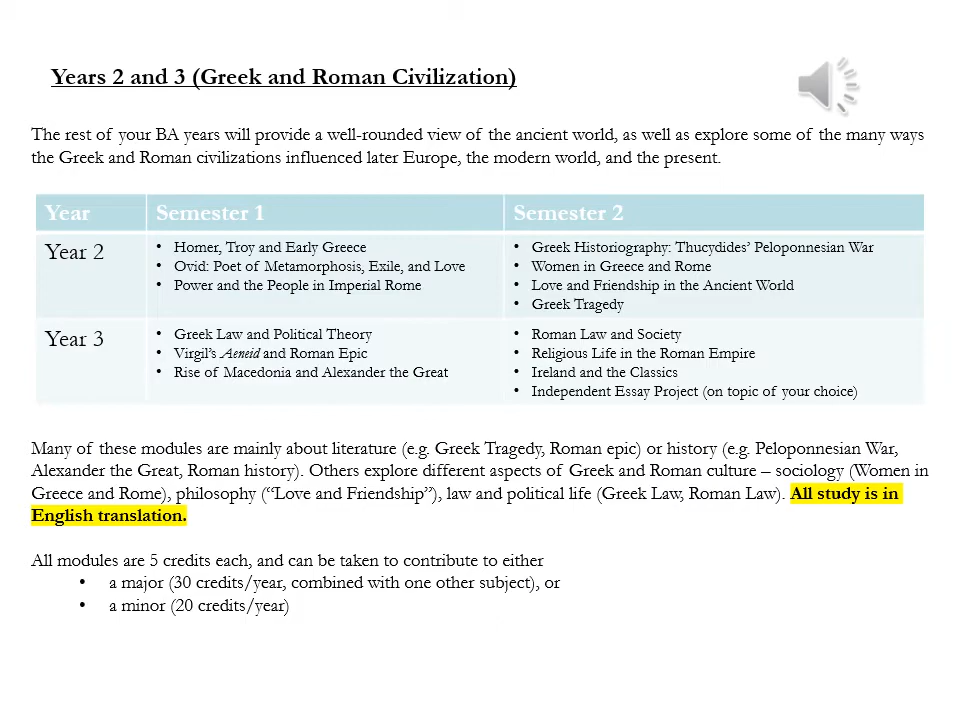 Years 2 and 3 (Greek and Roman Civilization)
The rest of your BA years will provide a well-rounded view of the ancient world, as well as explore some of the many ways
the Greek and Roman civilizations influenced later Europe, the modern world, and the present.
Year Semester 1 Semester 2
Year 2
• Homer, Troy and Early Greece
• Ovid: Poet of Metamorphosis, Exile, and Love
• Power and the People in Imperial Rome
• Greek Historiography: Thucydides’ Peloponnesian War
• Women in Greece and Rome
• Love and Friendship in the Ancient World
• Greek Tragedy
Year 3
• Greek Law and Political Theory
• Virgil’s Aeneid and Roman Epic
• Rise of Macedonia and Alexander the Great
• Roman Law and Society
• Religious Life in the Roman Empire
• Ireland and the Classics
• Independent Essay Project (on topic of your choice)
Many of these modules are mainly about literature (e.g. Greek Tragedy, Roman epic) or history (e.g. Peloponnesian War,
Alexander the Great, Roman history). Others explore different aspects of Greek and Roman culture – sociology (Women in
Greece and Rome), philosophy (“Love and Friendship”), law and political life (Greek Law, Roman Law). All study is in
English translation.
All modules are 5 credits each, and can be taken to contribute to either
• a major (30 credits/year, combined with one other subject), or
• a minor (20 credits/year)